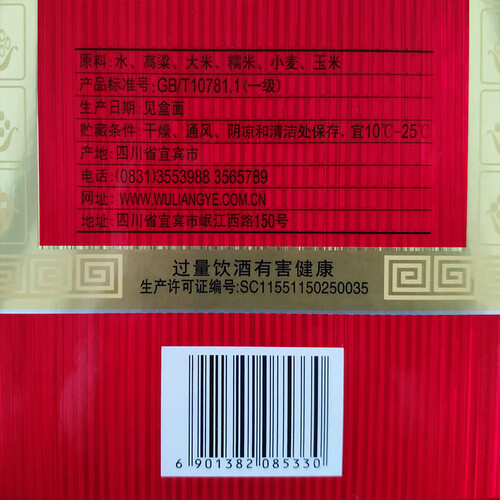 原料:水、高粱、大米、糯米、小麦、玉米
产品标准号:GB/T10781.1(一级)
生产日期:见盒面
贮藏条件:干燥、通风、阴凉和清洁处保存,宜10℃-25℃
产地:四川省宜宾市
电话:(0831)3553988 3565789
网址:WWW.WULIANGYE.COM.CN
地址:四川省宜宾市岷江西路150号
过量饮酒有害健康
生产许可证编号:SC11551150250035
6 901382 085330